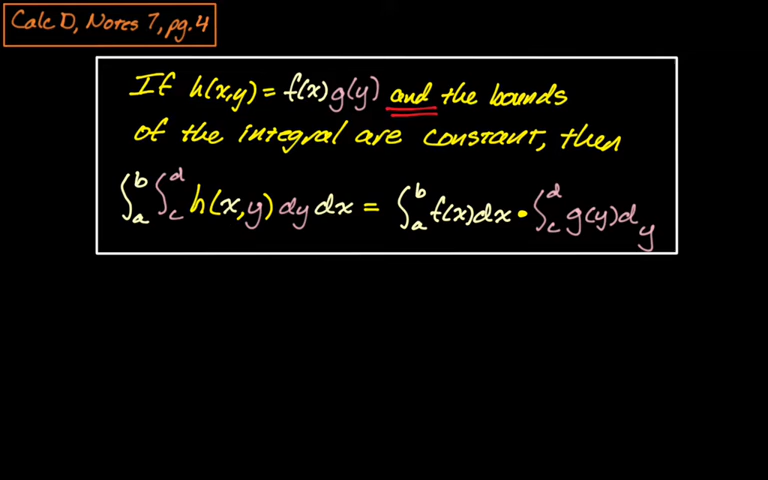 Calc D, Notes 7, pg.4
If h(x,y) = f(x)g(y) and the bounds
of the integral are constant, then
∫_a^b ∫_c^d h(x,y) dy dx = ∫_a^b f(x)dx • ∫_c^d g(y)dy